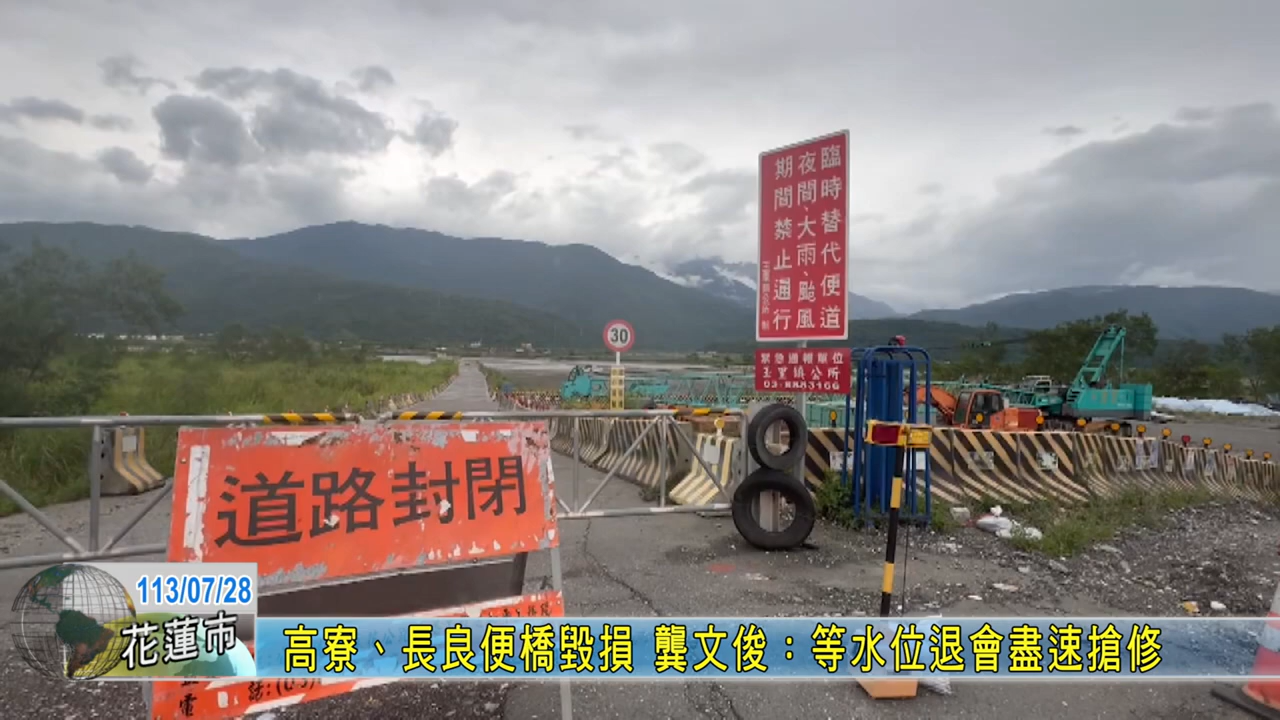 臨時替代便道
夜間、大雨、颱風
期間禁止通行
緊急通報單位
玉里鎮公所
03-8883166
30
道路封閉
113/07/28
花蓮市
高寮、長良便橋毀損 龔文俊：等水位退會盡速搶修